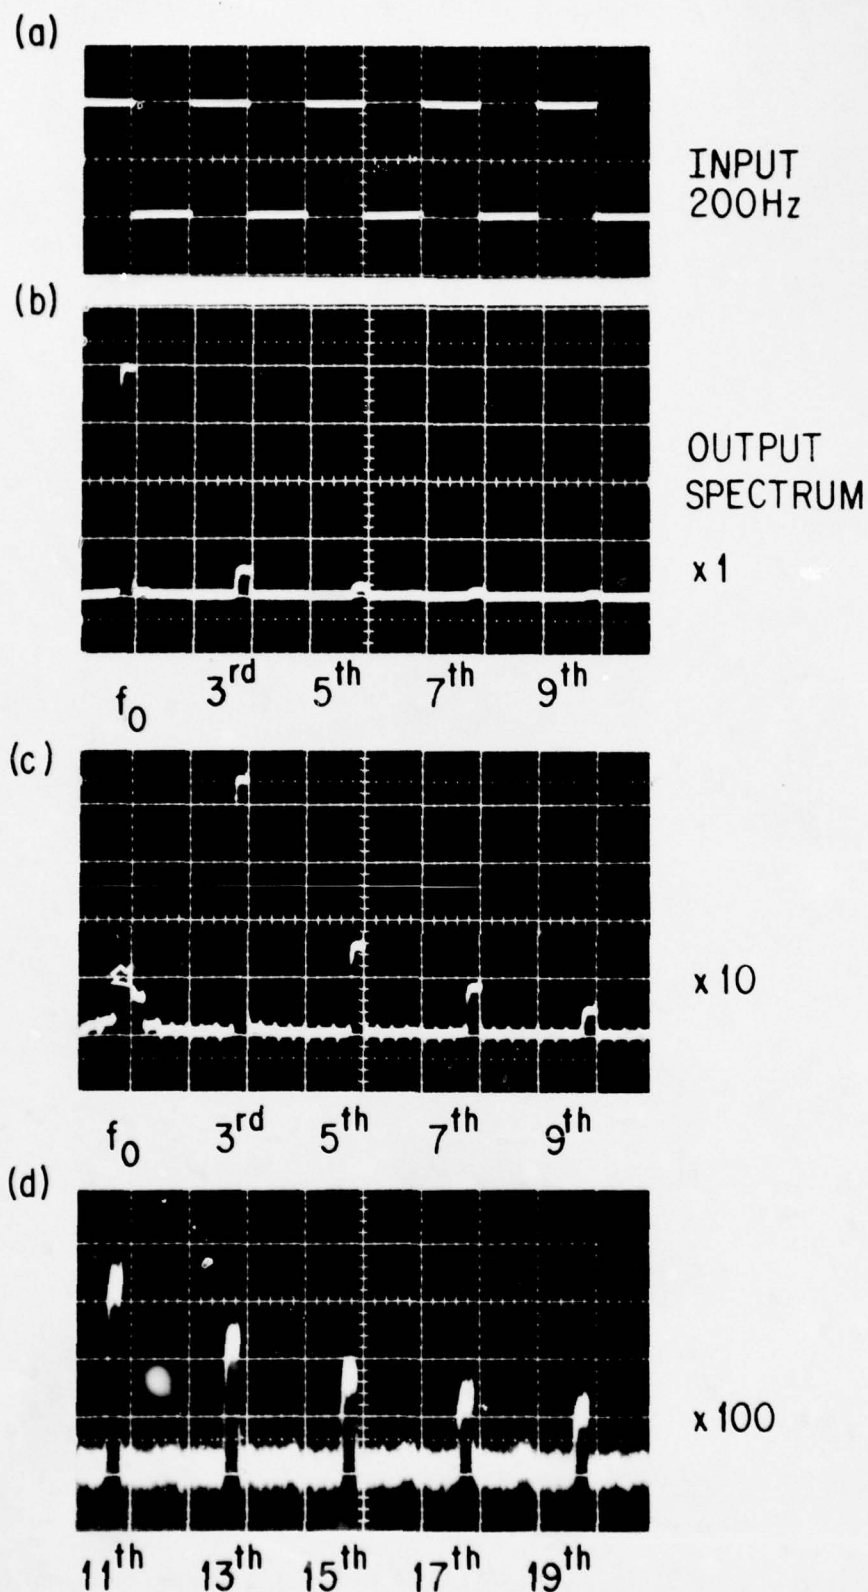 (a)
INPUT
200Hz
(b)
OUTPUT
SPECTRUM
x 1
f0 3rd 5th 7th 9th
(c)
x 10
f0 3rd 5th 7th 9th
(d)
x 100
11th 13th 15th 17th 19th